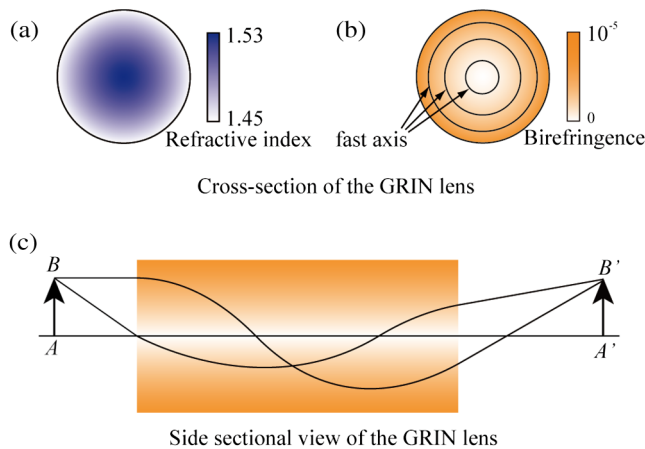 (a)
1.53
1.45
Refractive index
(b)
10-5
0
fast axis
Birefringence
Cross-section of the GRIN lens
(c)
B
A
B’
A’
Side sectional view of the GRIN lens